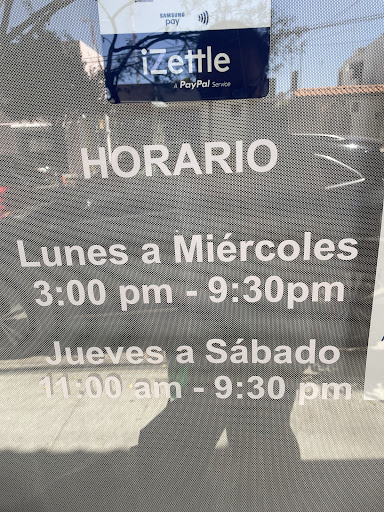 SAMSUNG
pay
iZettle
A PayPal Service
HORARIO
Lunes a Miércoles
3:00 pm - 9:30pm
Jueves a Sábado
11:00 am - 9:30 pm